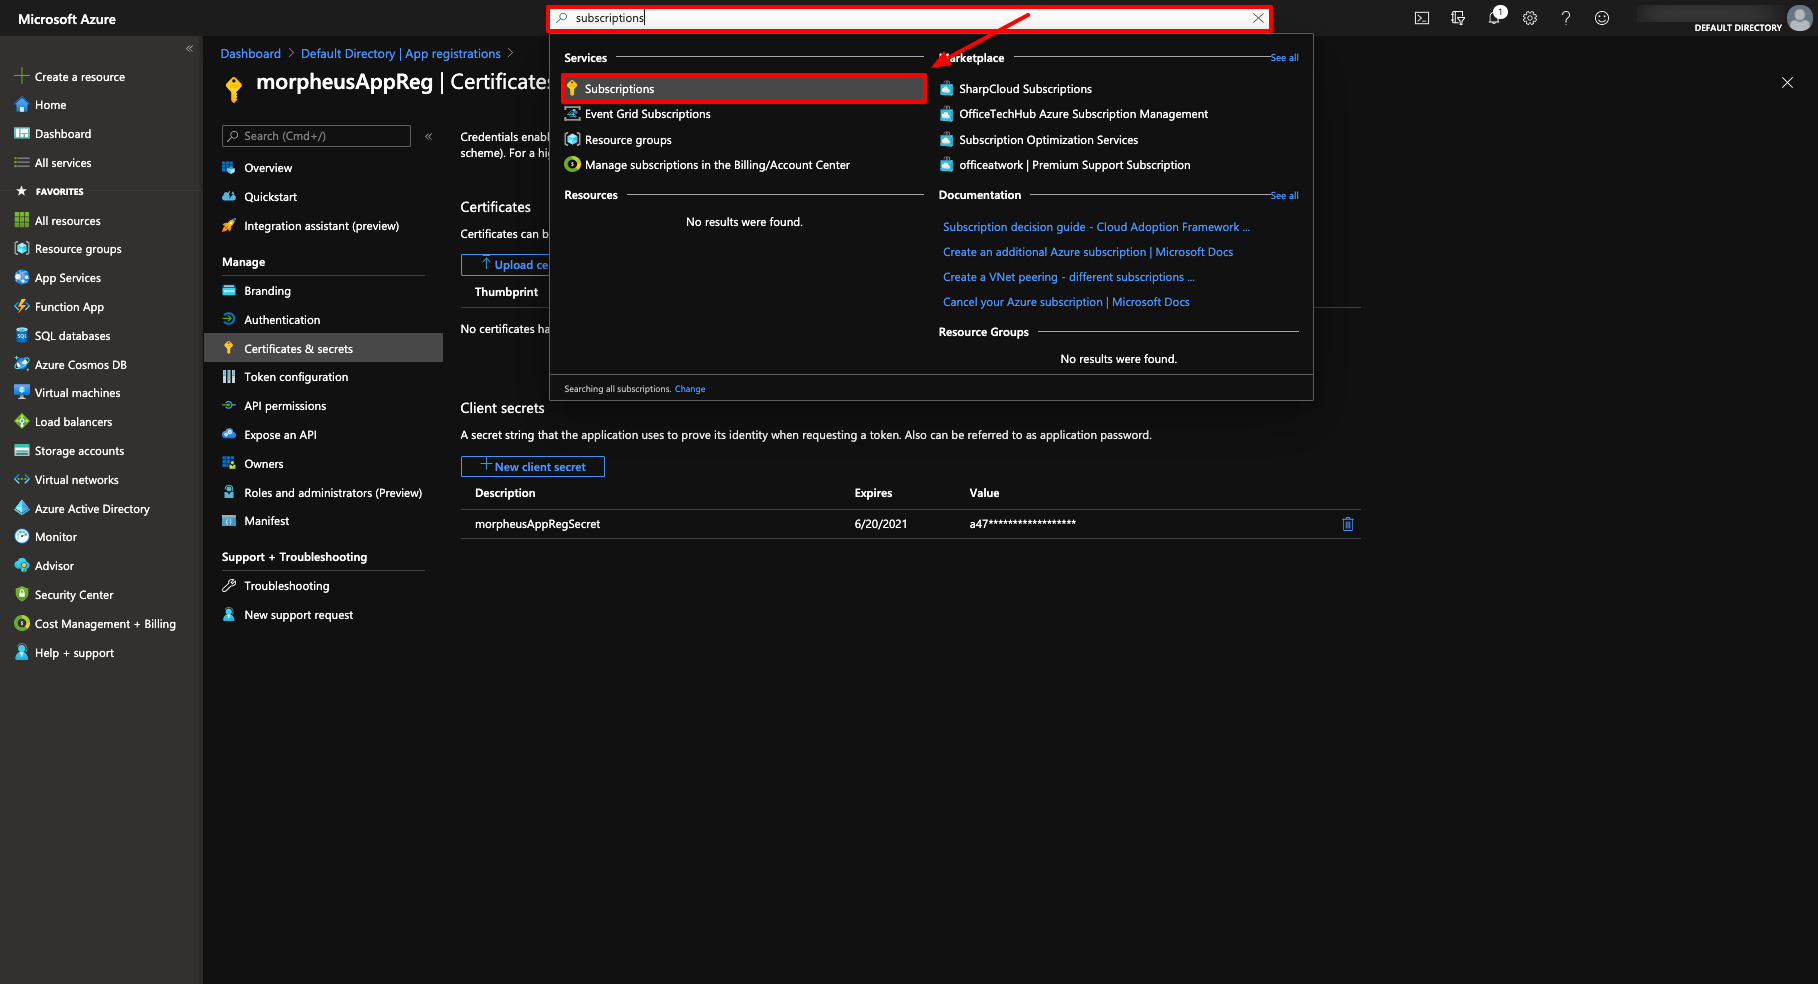 Microsoft Azure
subscriptions
1
DEFAULT DIRECTORY
Create a resource
Home
Dashboard
All services
FAVORITES
All resources
Resource groups
App Services
Function App
SQL databases
Azure Cosmos DB
Virtual machines
Load balancers
Storage accounts
Virtual networks
Azure Active Directory
Monitor
Advisor
Security Center
Cost Management + Billing
Help + support
Dashboard > Default Directory | App registrations >
morpheusAppReg | Certificates
Search (Cmd+/)
Overview
Quickstart
Integration assistant (preview)
Manage
Branding
Authentication
Certificates & secrets
Token configuration
API permissions
Expose an API
Owners
Roles and administrators (Preview)
Manifest
Support + Troubleshooting
Troubleshooting
New support request
Services
Subscriptions
Event Grid Subscriptions
Resource groups
Manage subscriptions in the Billing/Account Center
Resources
No results were found.
Marketplace
See all
SharpCloud Subscriptions
OfficeTechHub Azure Subscription Management
Subscription Optimization Services
officeatwork | Premium Support Subscription
Documentation
See all
Subscription decision guide - Cloud Adoption Framework ...
Create an additional Azure subscription | Microsoft Docs
Create a VNet peering - different subscriptions ...
Cancel your Azure subscription | Microsoft Docs
Resource Groups
No results were found.
Searching all subscriptions. Change
Credentials enabl
scheme). For a hi
Certificates
Certificates can b
Upload ce
Thumbprint
No certificates ha
Client secrets
A secret string that the application uses to prove its identity when requesting a token. Also can be referred to as application password.
New client secret
Description Expires Value
morpheusAppRegSecret 6/20/2021 a47******************